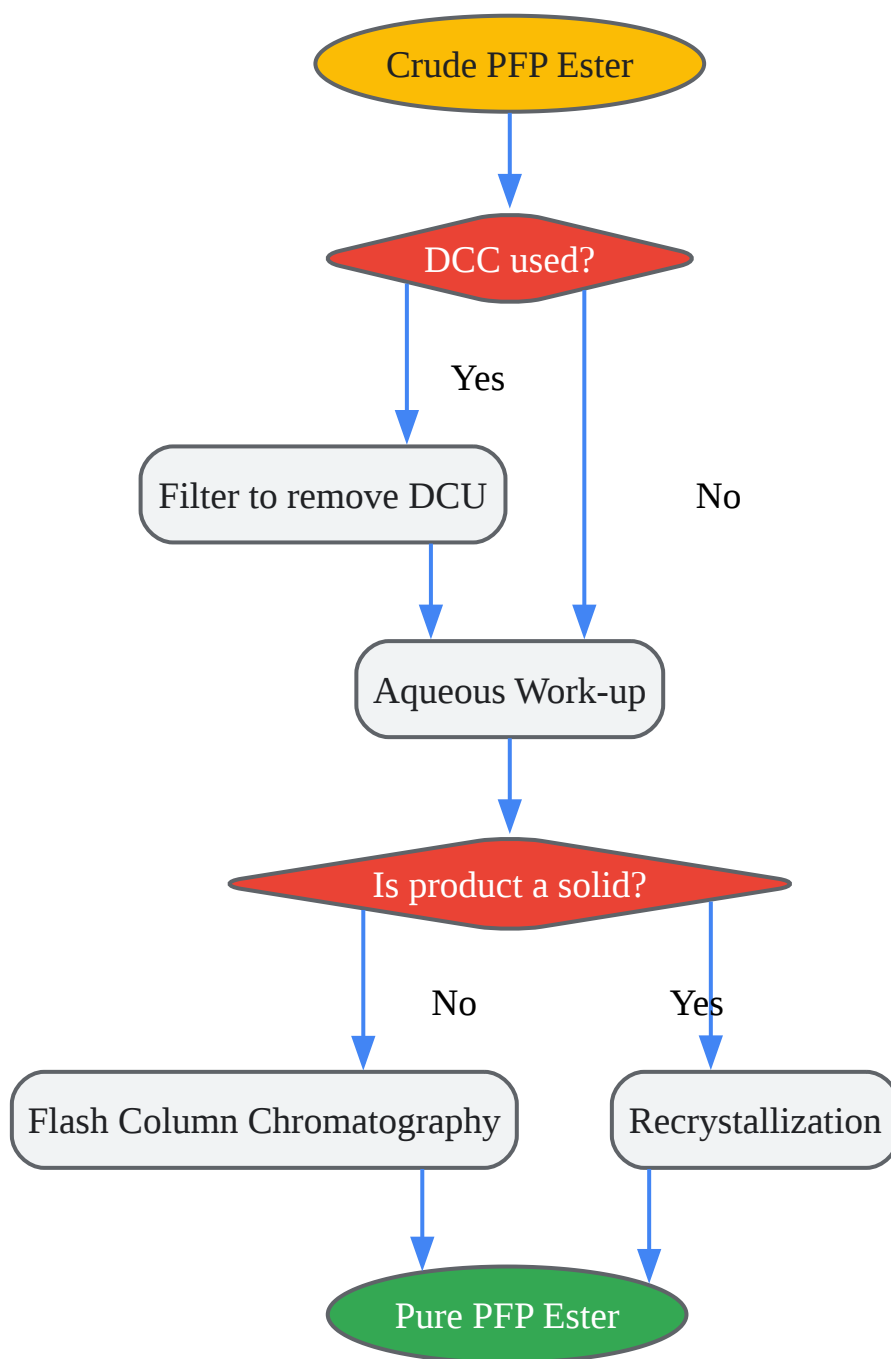 Crude PFP Ester
DCC used?
Yes
Filter to remove DCU
No
Aqueous Work-up
Is product a solid?
No
Yes
Flash Column Chromatography
Recrystallization
Pure PFP Ester